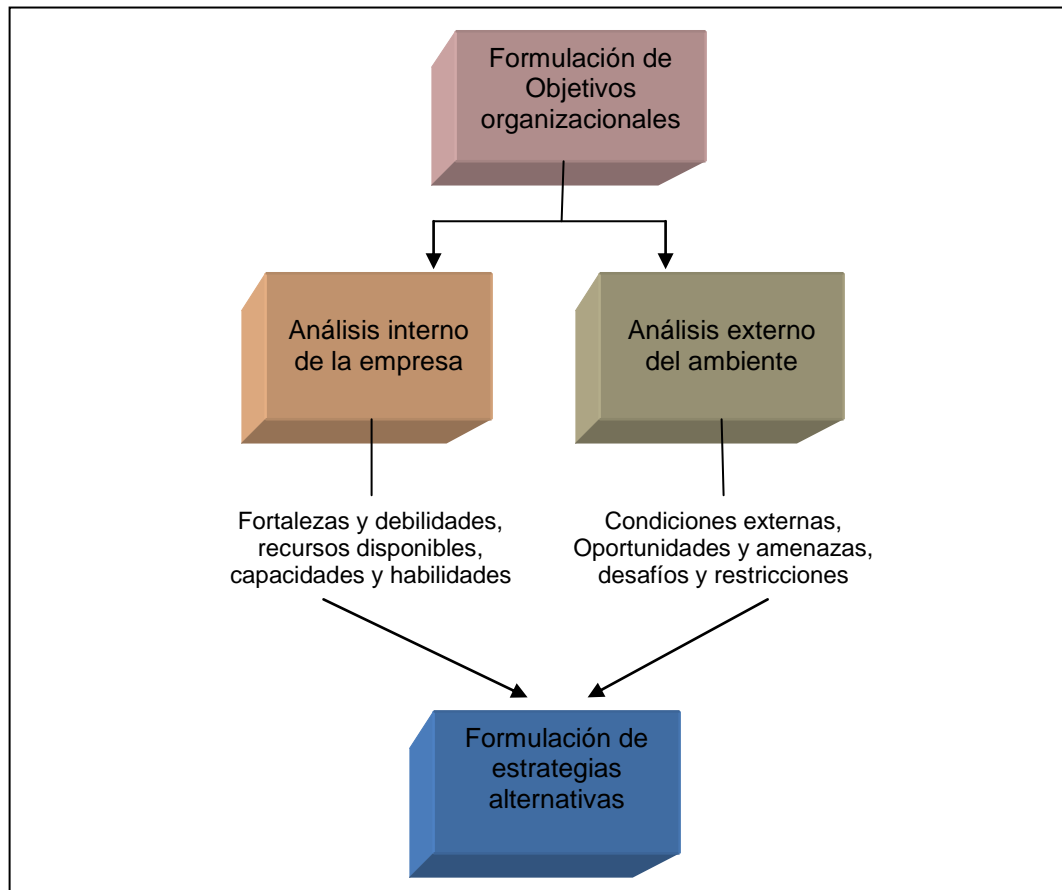 Formulación de
Objetivos
organizacionales
Análisis interno
de la empresa
Análisis externo
del ambiente
Fortalezas y debilidades,
recursos disponibles,
capacidades y habilidades
Condiciones externas,
Oportunidades y amenazas,
desafíos y restricciones
Formulación de
estrategias
alternativas